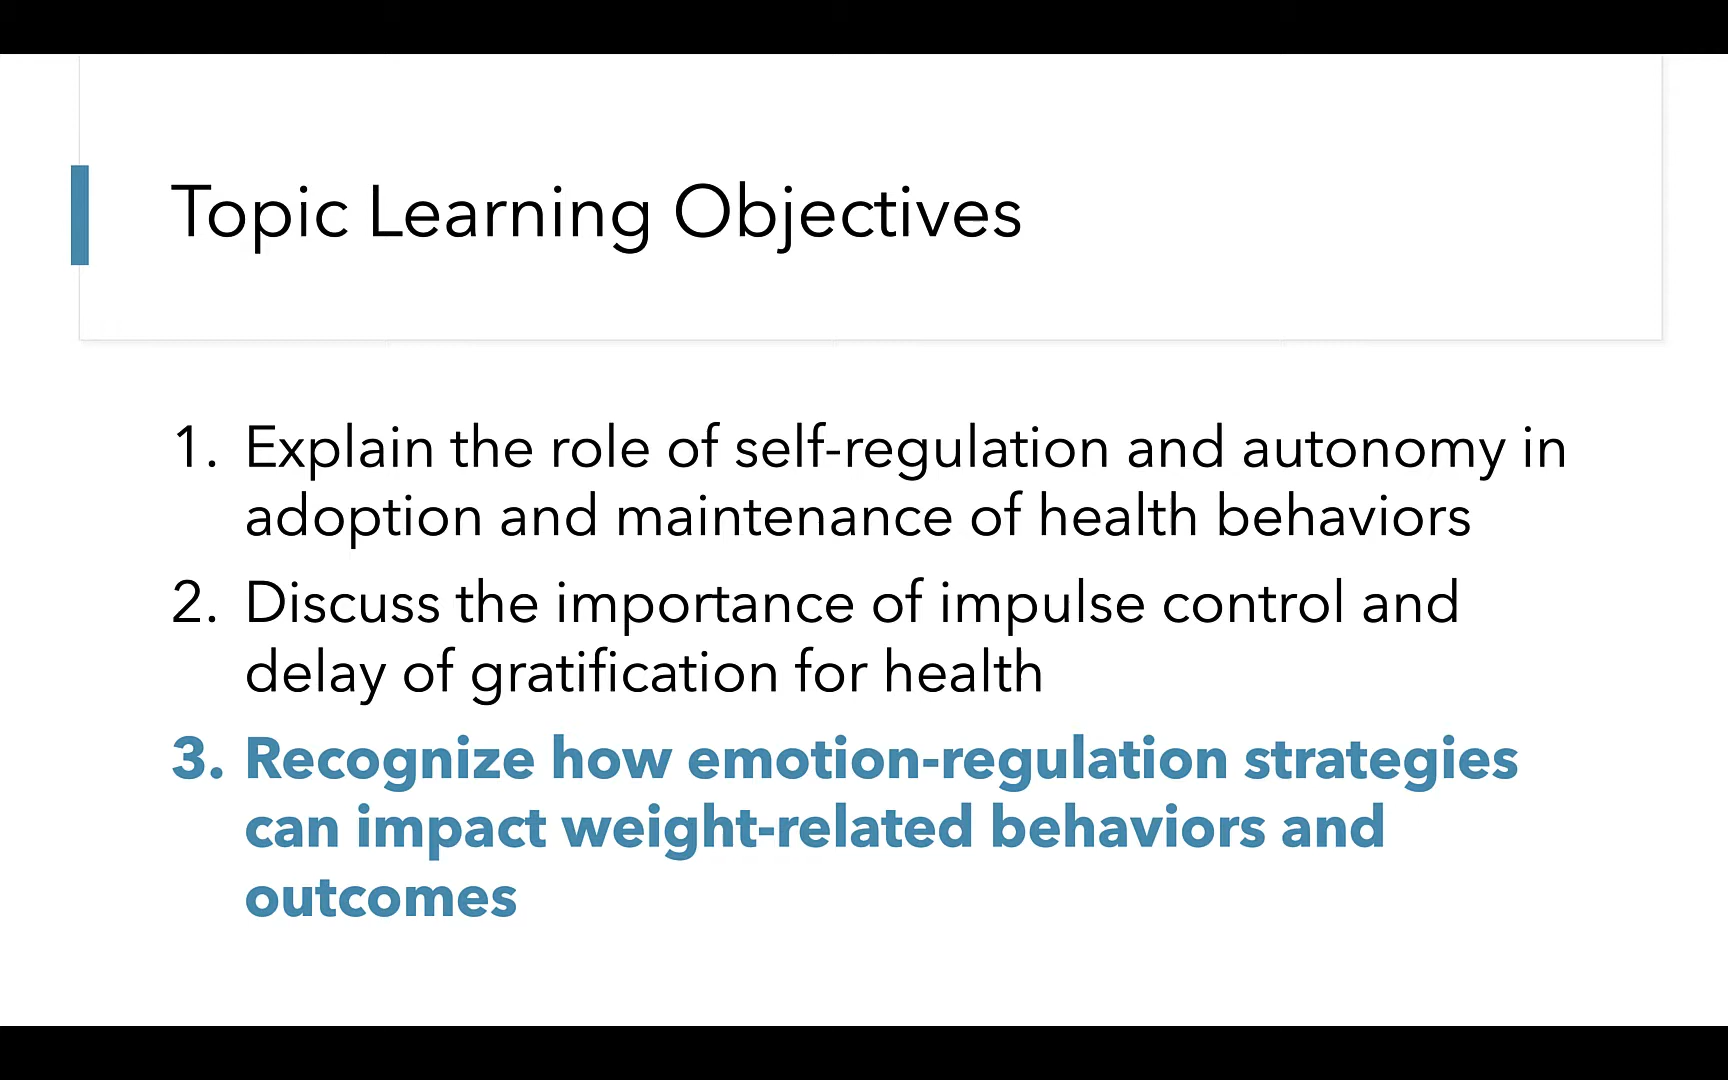 Topic Learning Objectives
1. Explain the role of self-regulation and autonomy in
adoption and maintenance of health behaviors
2. Discuss the importance of impulse control and
delay of gratification for health
3. Recognize how emotion-regulation strategies
can impact weight-related behaviors and
outcomes